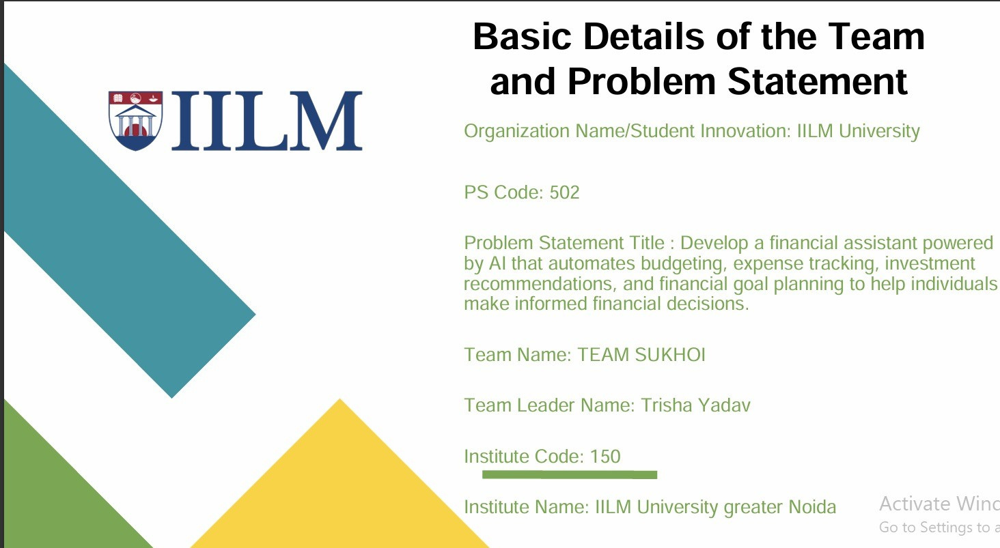 Basic Details of the Team
and Problem Statement
IILM
Organization Name/Student Innovation: IILM University
PS Code: 502
Problem Statement Title : Develop a financial assistant powered
by AI that automates budgeting, expense tracking, investment
recommendations, and financial goal planning to help individuals
make informed financial decisions.
Team Name: TEAM SUKHOI
Team Leader Name: Trisha Yadav
Institute Code: 150
Institute Name: IILM University greater Noida
Activate Wind
Go to Settings to a